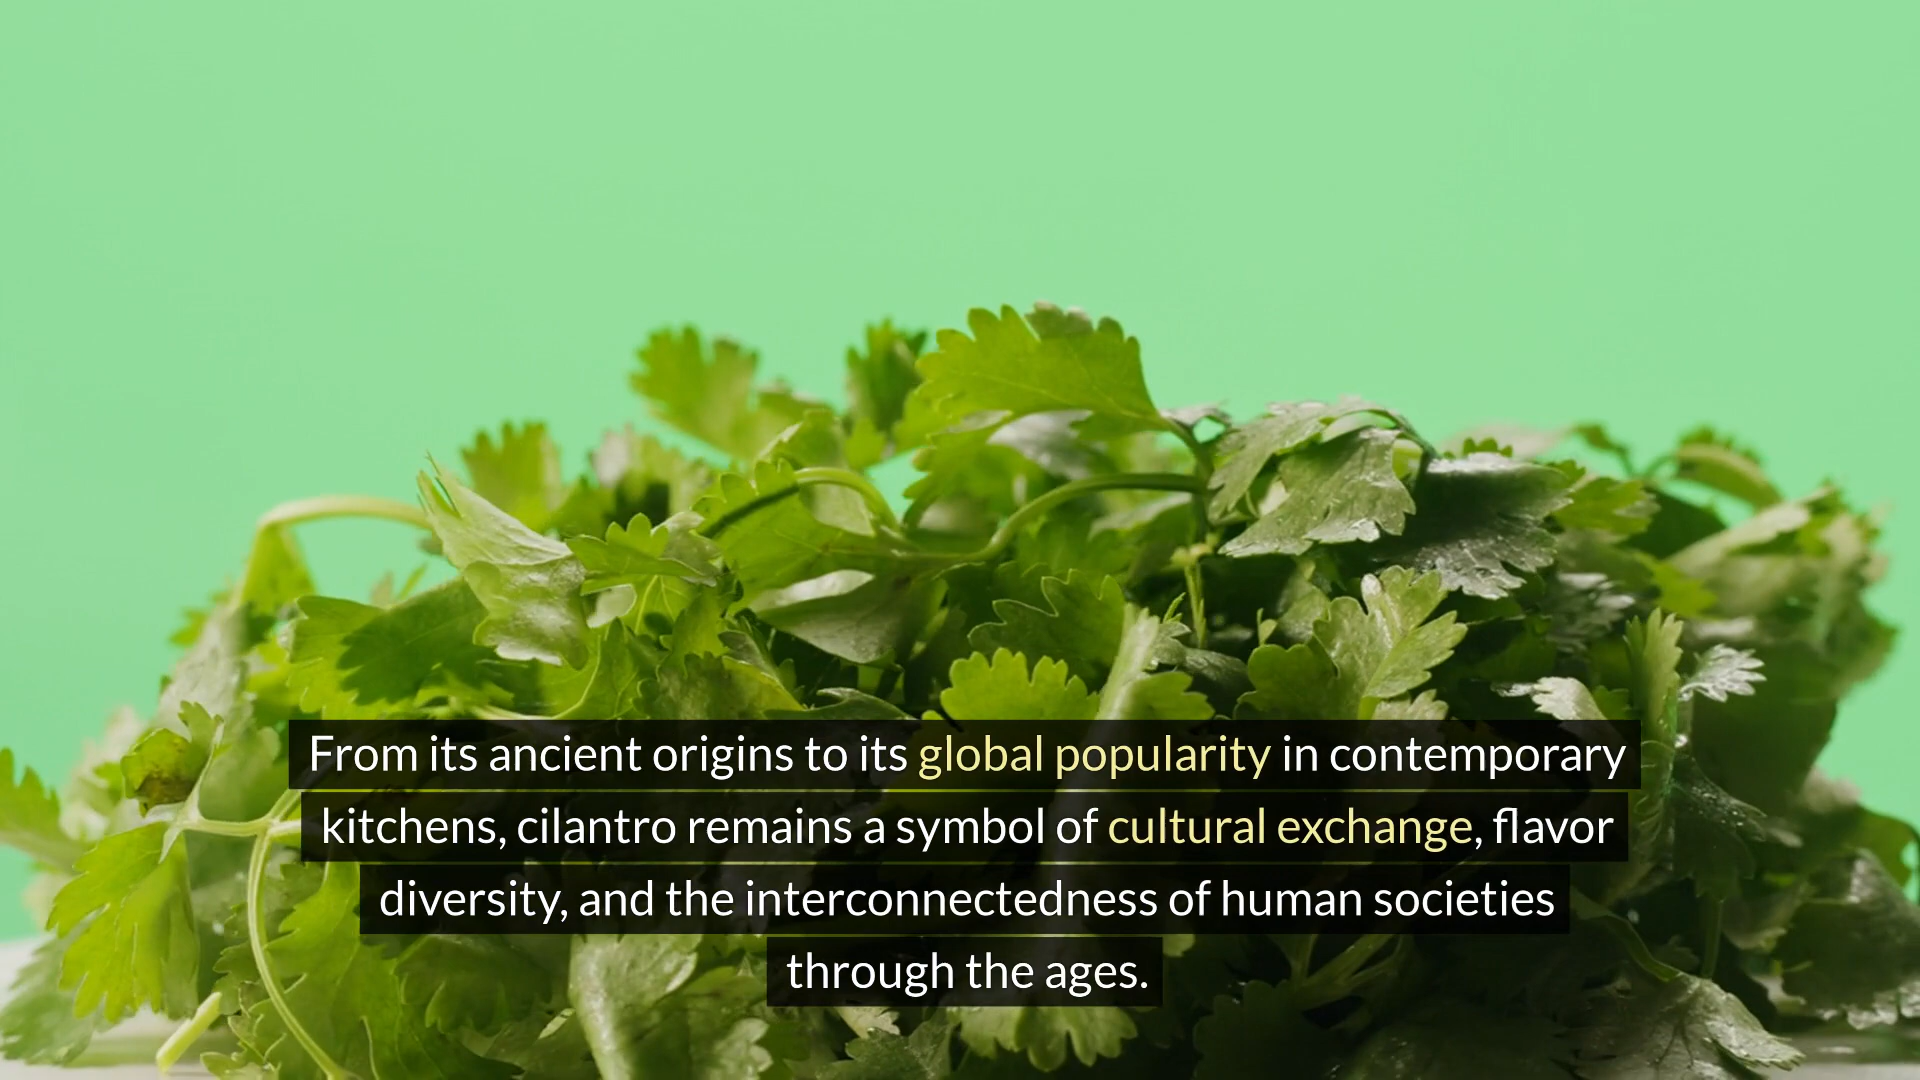 From its ancient origins to its global popularity in contemporary
kitchens, cilantro remains a symbol of cultural exchange, flavor
diversity, and the interconnectedness of human societies
through the ages.